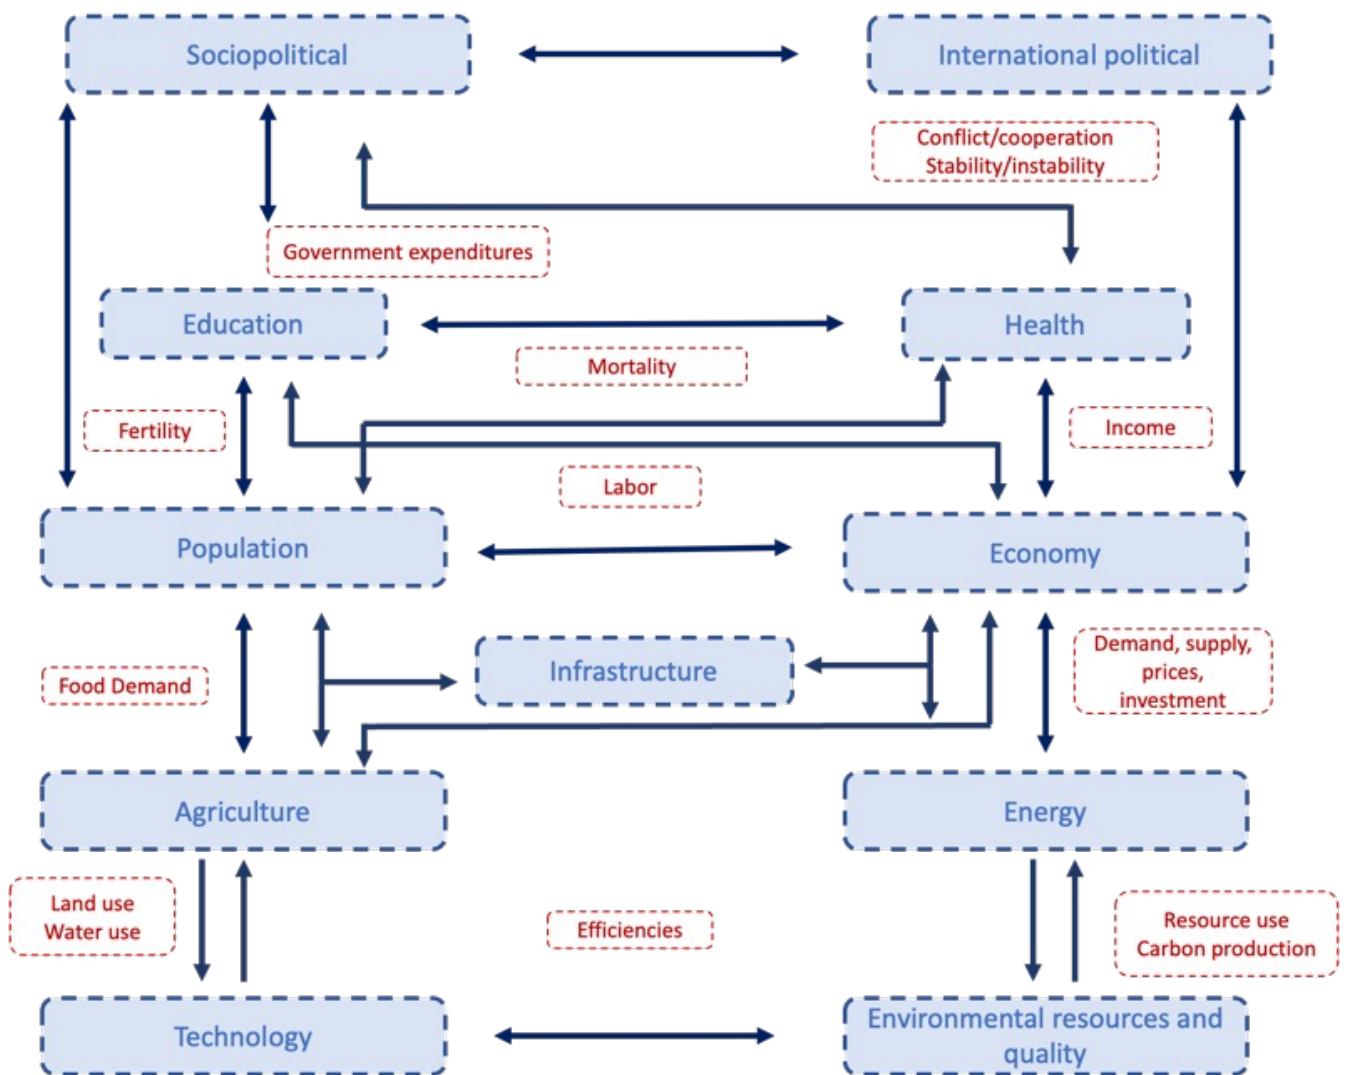 Sociopolitical
International political
Conflict/cooperation
Stability/instability
Government expenditures
Education
Health
Mortality
Fertility
Income
Labor
Population
Economy
Infrastructure
Food Demand
Demand, supply,
prices,
investment
Agriculture
Energy
Land use
Water use
Efficiencies
Resource use
Carbon production
Technology
Environmental resources and
quality